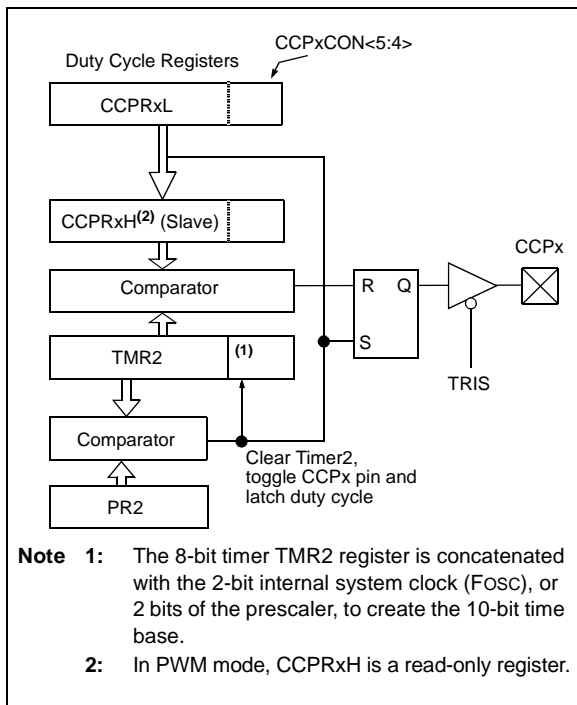 CCPxCON<5:4>
Duty Cycle Registers
CCPRxL
CCPRxH(2) (Slave)
CCPx
Comparator
R Q
TMR2
(1)
S
TRIS
Comparator
Clear Timer2,
toggle CCPx pin and
latch duty cycle
PR2
Note 1: The 8-bit timer TMR2 register is concatenated
with the 2-bit internal system clock (FOSC), or
2 bits of the prescaler, to create the 10-bit time
base.
2: In PWM mode, CCPRxH is a read-only register.